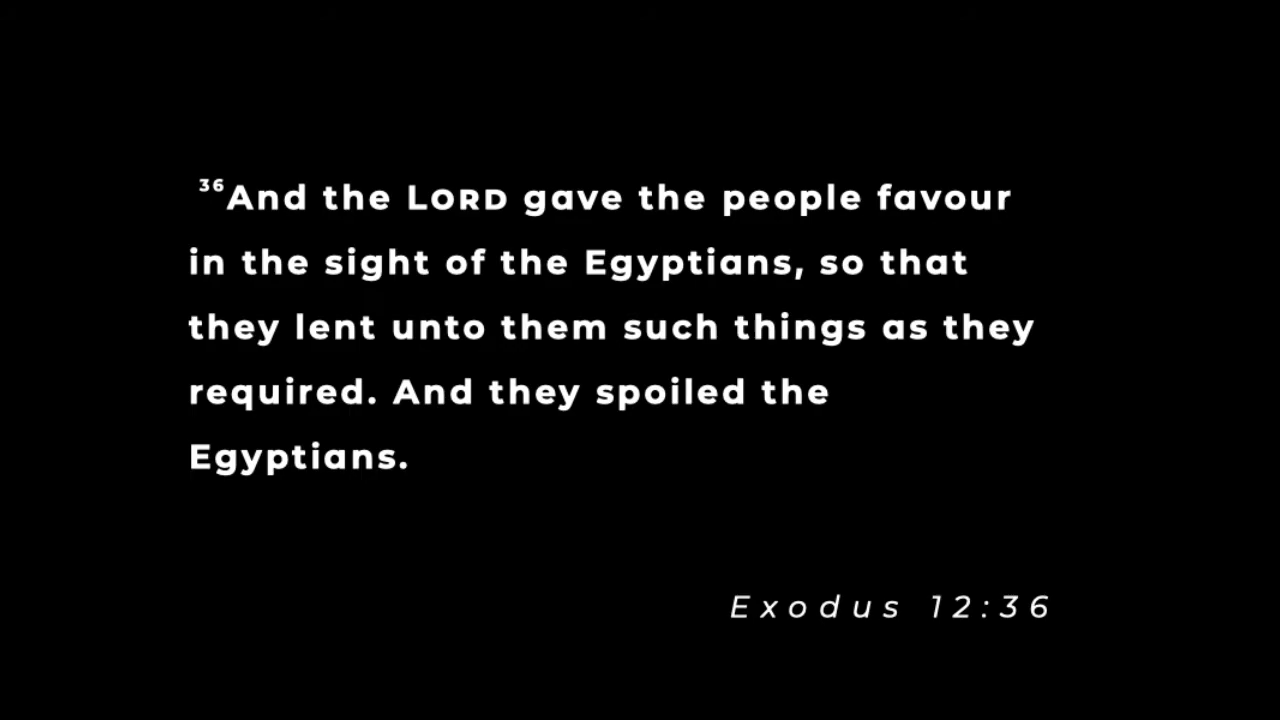 ³⁶And the LORD gave the people favour
in the sight of the Egyptians, so that
they lent unto them such things as they
required. And they spoiled the
Egyptians.
Exodus 12:36